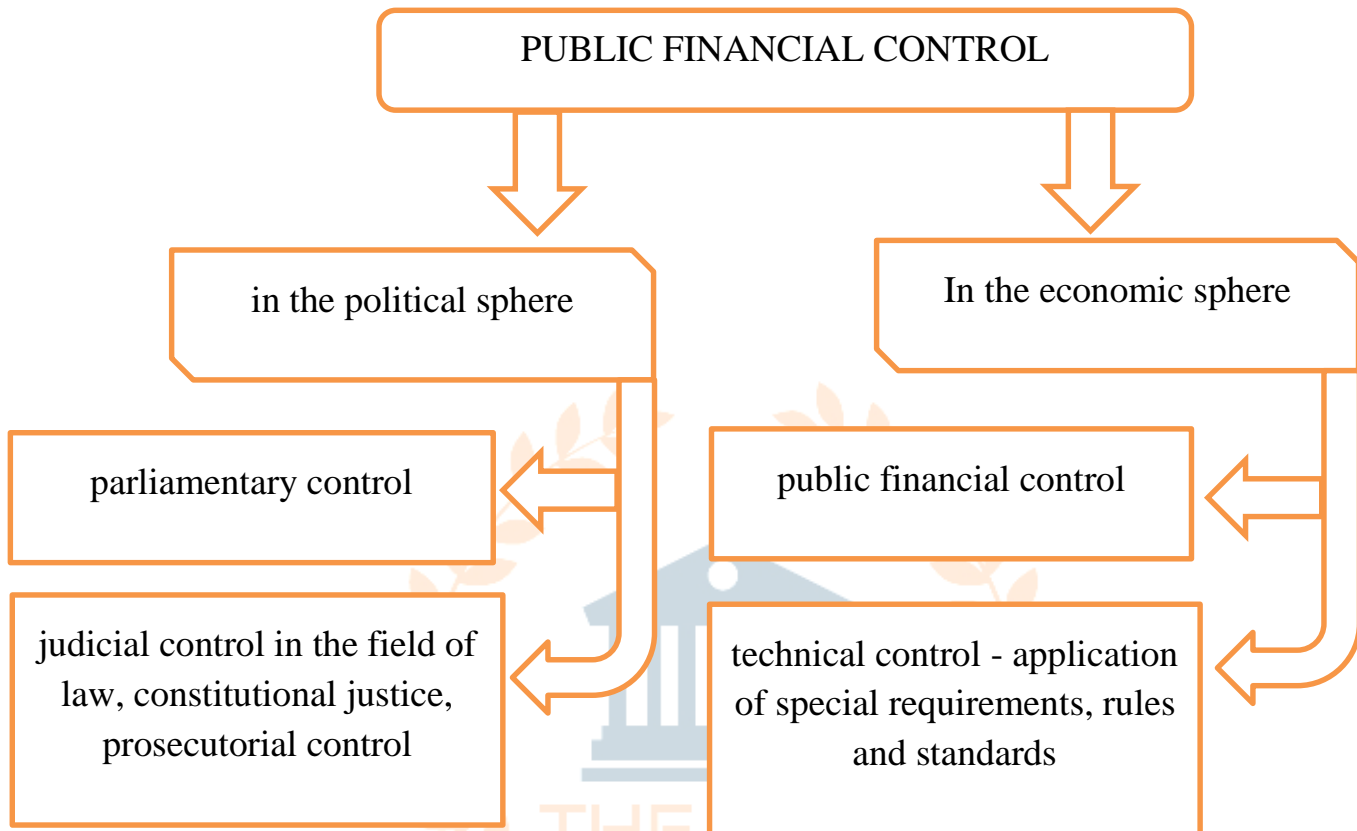 PUBLIC FINANCIAL CONTROL
in the political sphere
In the economic sphere
parliamentary control
public financial control
judicial control in the field of
law, constitutional justice,
prosecutorial control
technical control - application
of special requirements, rules
and standards
THE